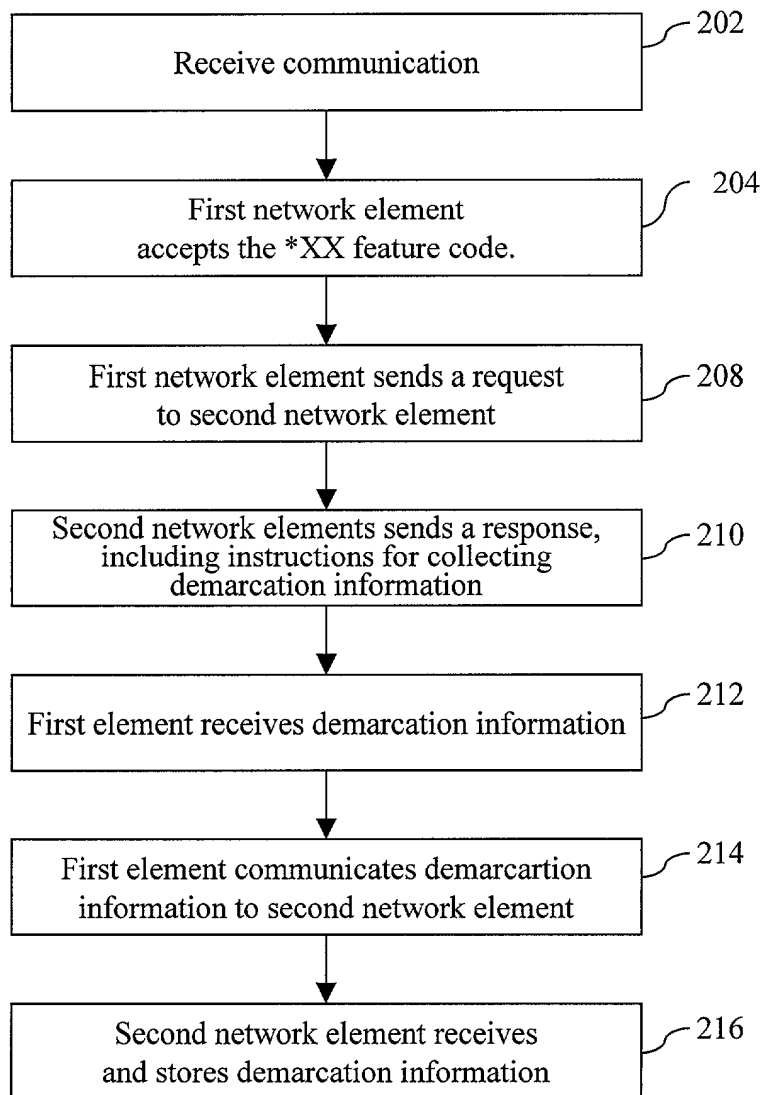 Receive communication
202
First network element
accepts the *XX feature code.
204
First network element sends a request
to second network element
208
Second network elements sends a response,
including instructions for collecting
demarcation information
210
First element receives demarcation information
212
First element communicates demarcartion
information to second network element
214
Second network element receives
and stores demarcation information
216